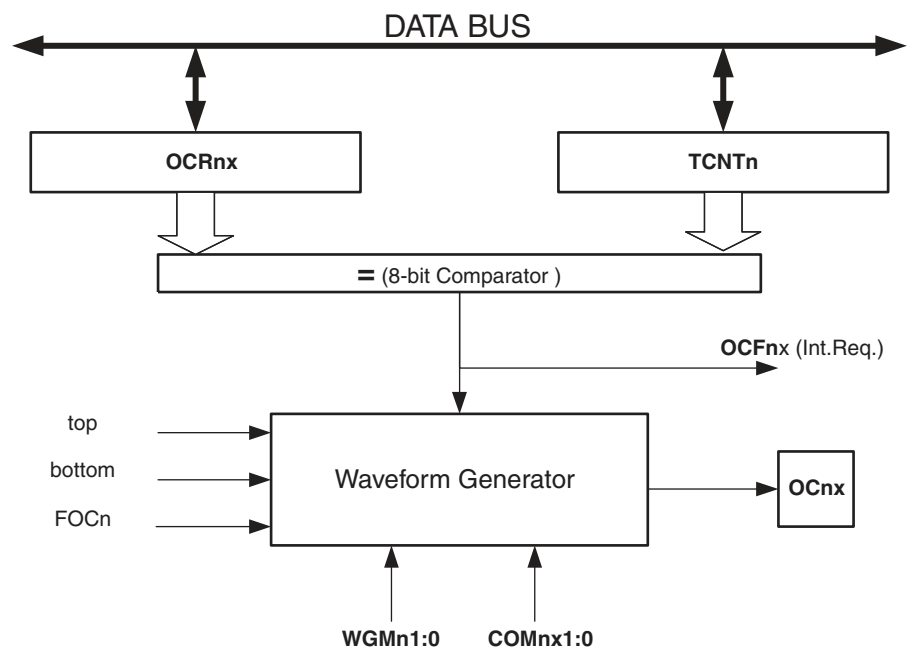 DATA BUS
OCRnx
TCNTn
= (8-bit Comparator )
OCFnx (Int.Req.)
top
bottom
FOCn
Waveform Generator
OCnx
WGMn1:0
COMnx1:0